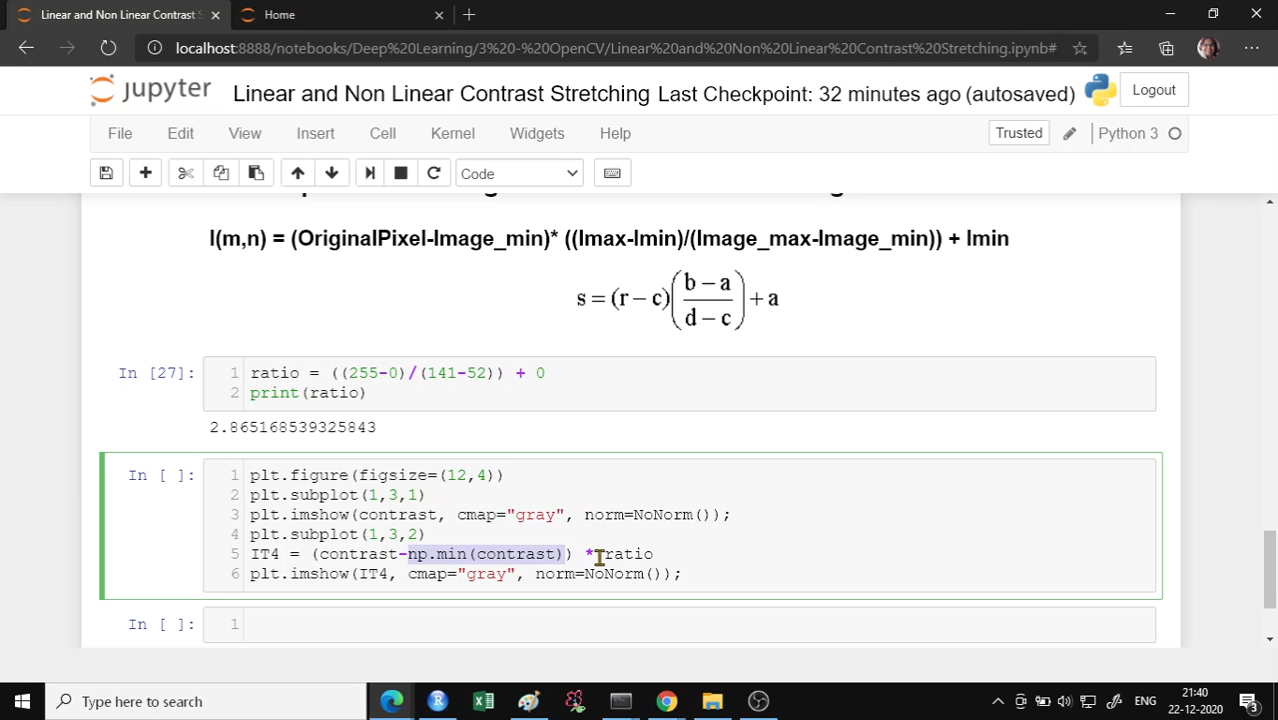 Linear and Non Linear Contrast S
Home
localhost:8888/notebooks/Deep%20Learning/3%20-%20OpenCV/Linear%20and%20Non%20Linear%20Contrast%20Stretching.ipynb#
jupyter
Linear and Non Linear Contrast Stretching Last Checkpoint: 32 minutes ago (autosaved)
Logout
File Edit View Insert Cell Kernel Widgets Help
Trusted
Python 3
Code
I(m,n) = (OriginalPixel-Image_min)* ((Imax-Imin)/(Image_max-Image_min)) + Imin
s = (r − c)((b − a)/(d − c)) + a
In [27]:
1 ratio = ((255-0)/(141-52)) + 0
2 print(ratio)
2.865168539325843
In [ ]:
1 plt.figure(figsize=(12,4))
2 plt.subplot(1,3,1)
3 plt.imshow(contrast, cmap="gray", norm=NoNorm());
4 plt.subplot(1,3,2)
5 IT4 = (contrast-np.min(contrast)) * ratio
6 plt.imshow(IT4, cmap="gray", norm=NoNorm());
In [ ]:
1
Type here to search
ENG
21:40
22-12-2020
3